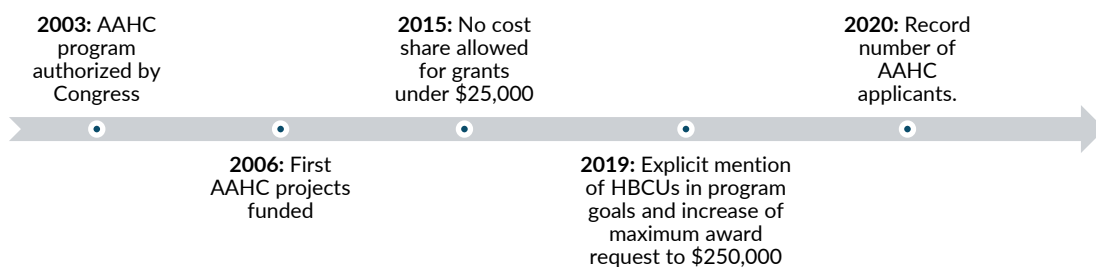 2003: AAHC
program
authorized by
Congress
2006: First
AAHC projects
funded
2015: No cost
share allowed
for grants
under $25,000
2019: Explicit mention
of HBCUs in program
goals and increase of
maximum award
request to $250,000
2020: Record
number of
AAHC
applicants.